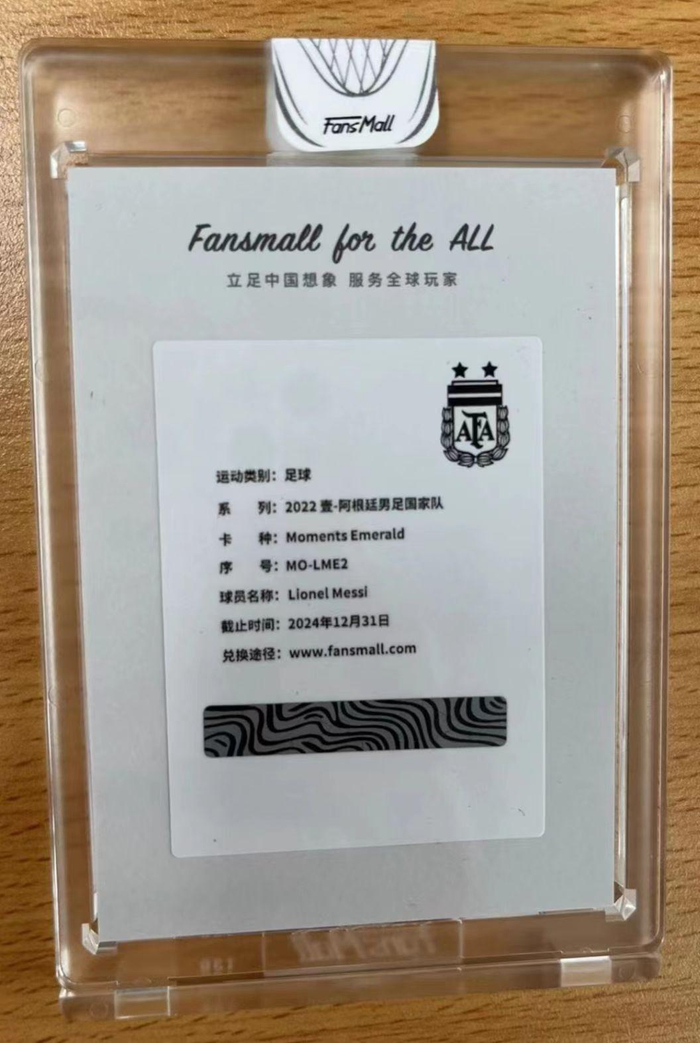 FansMall
Fansmall for the ALL
立足中国想象 服务全球玩家
AFA
运动类别：足球
系 列：2022 壹-阿根廷男足国家队
卡 种：Moments Emerald
序 号：MO-LME2
球员名称：Lionel Messi
截止时间：2024年12月31日
兑换途径：www.fansmall.com
FansMall